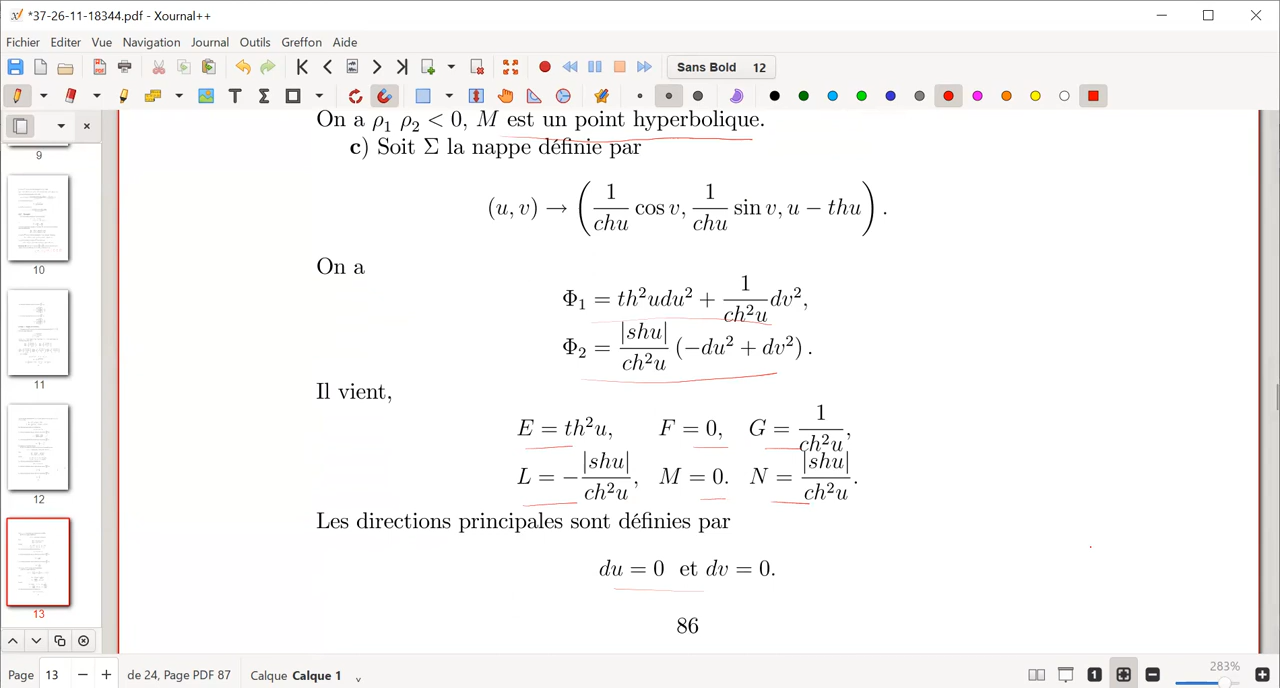 *37-26-11-18344.pdf - Xournal++
Fichier Editer Vue Navigation Journal Outils Greffon Aide
Sans Bold 12
On a ρ₁ ρ₂ < 0, M est un point hyperbolique.
c) Soit Σ la nappe définie par
(u, v) → (1/chu cos v, 1/chu sin v, u − thu).
On a
Φ₁ = th²udu² + 1/ch²u dv²,
Φ₂ = |shu|/ch²u (−du² + dv²).
Il vient,
E = th²u, F = 0, G = 1/ch²u,
L = −|shu|/ch²u, M = 0. N = |shu|/ch²u.
Les directions principales sont définies par
du = 0 et dv = 0.
86
9
10
11
12
13
Page 13 de 24, Page PDF 87 Calque Calque 1 283%